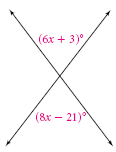 (6x + 3)°
(8x − 21)°